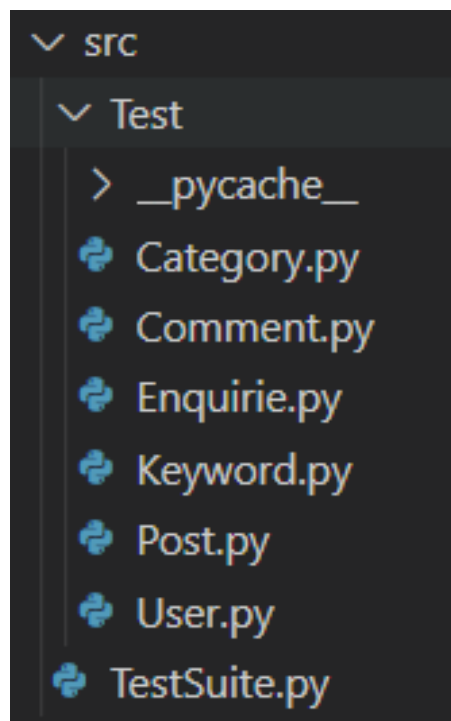 src
Test
__pycache__
Category.py
Comment.py
Enquirie.py
Keyword.py
Post.py
User.py
TestSuite.py